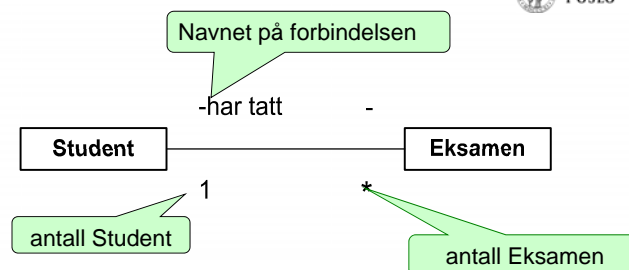 Navnet på forbindelsen
-har tatt -
Student Eksamen
1 *
antall Student
antall Eksamen